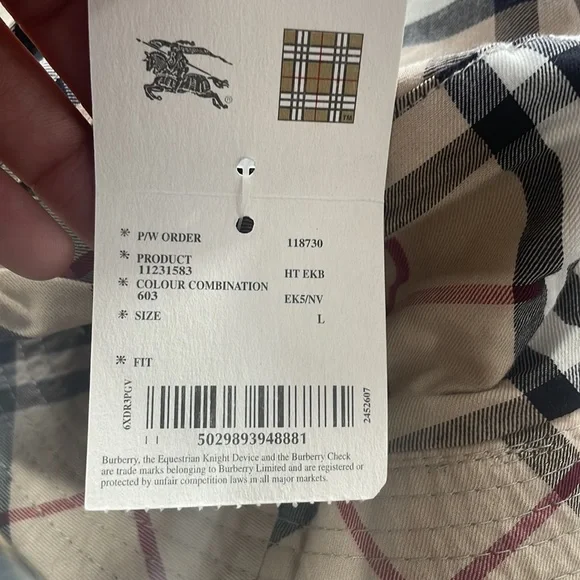 ®
TM
P/W ORDER 118730
PRODUCT
11231583 HT EKB
COLOUR COMBINATION
603 EK5/NV
SIZE L
FIT
6XDR3PGV
2452607
5029893948881
Burberry, the Equestrian Knight Device and the Burberry Check
are trade marks belonging to Burberry Limited and are registered or
protected by unfair competition laws in all major markets.